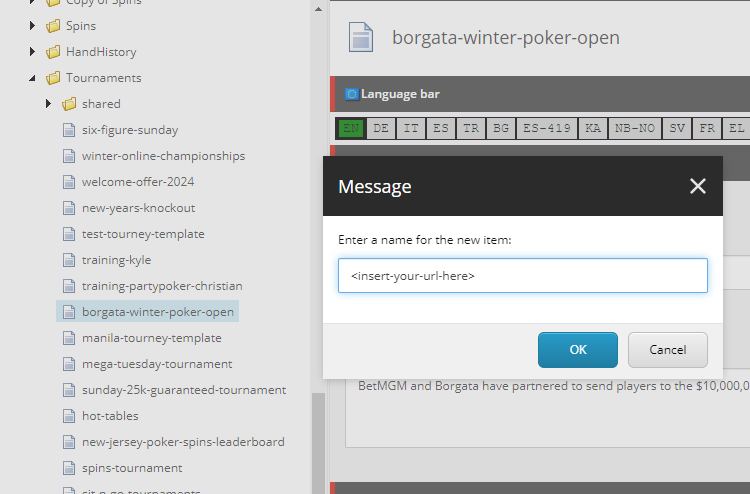 Copy of Spins
Spins
HandHistory
Tournaments
shared
six-figure-sunday
winter-online-championships
welcome-offer-2024
new-years-knockout
test-tourney-template
training-kyle
training-partypoker-christian
borgata-winter-poker-open
manila-tourney-template
mega-tuesday-tournament
sunday-25k-guaranteed-tournament
hot-tables
new-jersey-poker-spins-leaderboard
spins-tournament
sit-n-go-tournaments
borgata-winter-poker-open
Language bar
EN DE IT ES TR BG ES-419 KA NB-NO SV FR EL
Message
Enter a name for the new item:
<insert-your-url-here>
OK Cancel
BetMGM and Borgata have partnered to send players to the $10,000,0